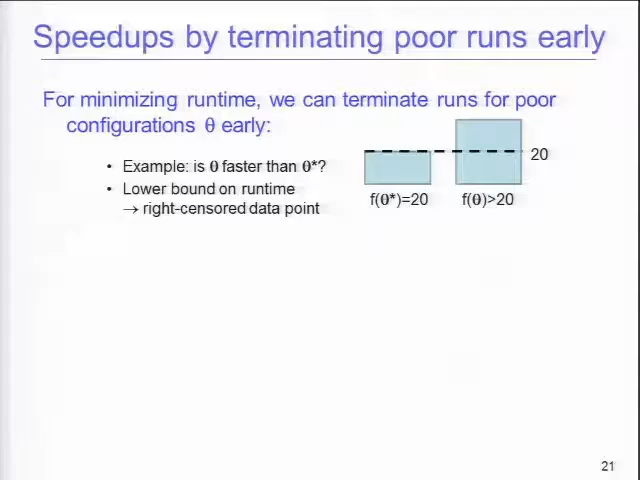 Speedups by terminating poor runs early
For minimizing runtime, we can terminate runs for poor
configurations θ early:
• Example: is θ faster than θ*?
• Lower bound on runtime
→ right-censored data point
20
f(θ*)=20 f(θ)>20
21